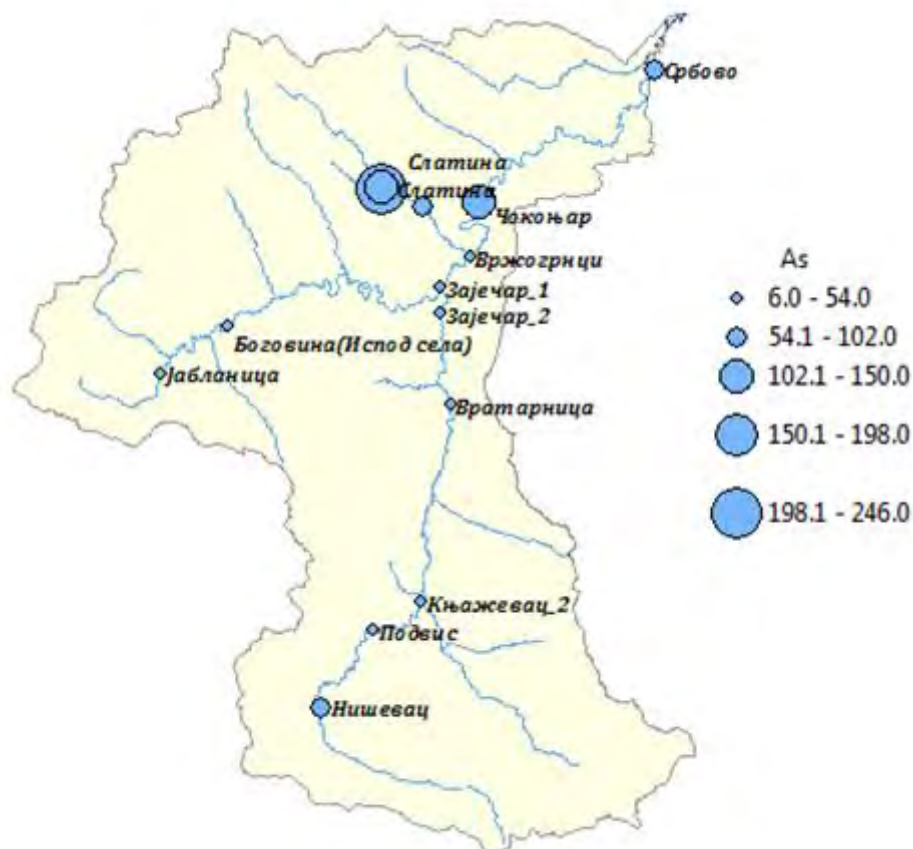 Србово
Слатина
Слатина
Чокоњар
Вржогрнци
Зајечар_1
Зајечар_2
Боговина(Испод села)
Јабланица
Вратарница
Књажевац_2
Подвис
Нишевац
As
6.0 - 54.0
54.1 - 102.0
102.1 - 150.0
150.1 - 198.0
198.1 - 246.0